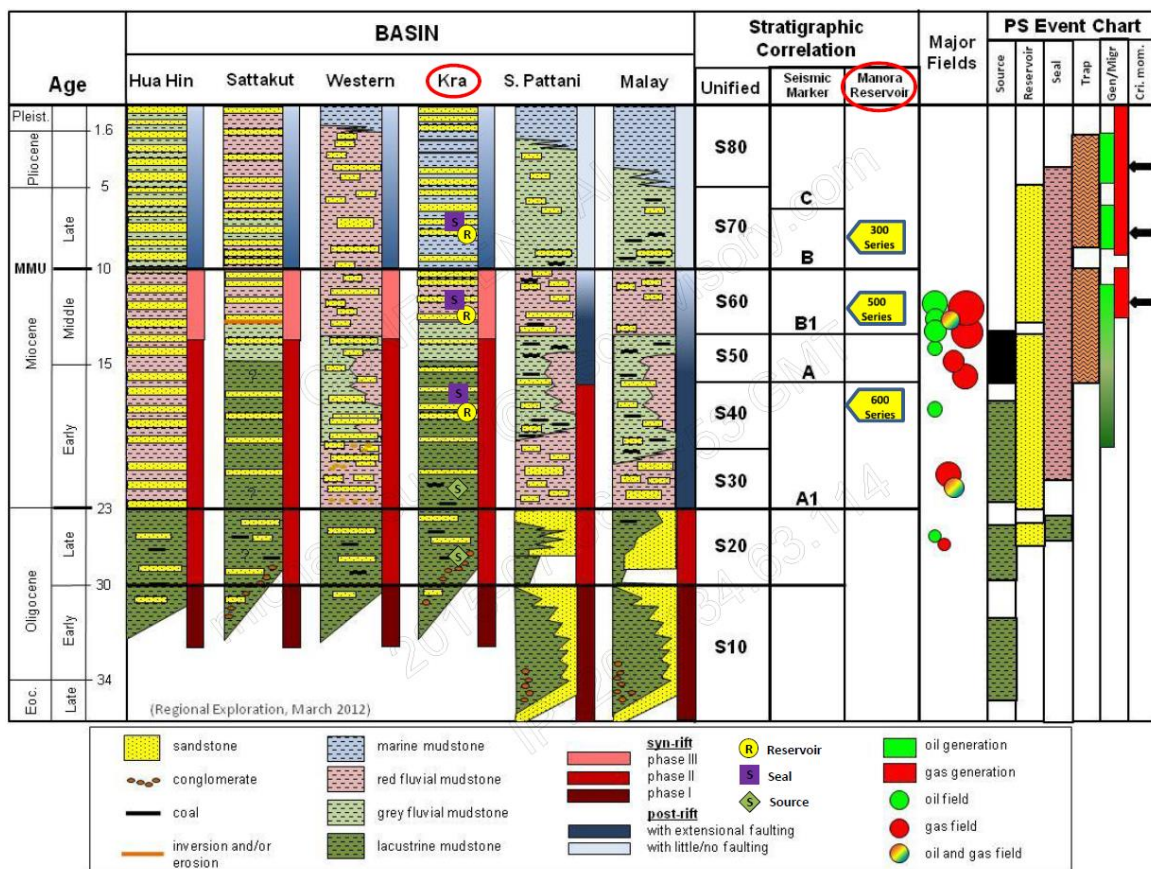 BASIN
Stratigraphic
Correlation
Major
Fields
PS Event Chart
Age
Hua Hin
Sattakut
Western
Kra
S. Pattani
Malay
Unified
Seismic
Marker
Manora
Reservoir
Source
Reservoir
Seal
Trap
Gen/Migr
Cri. mom.
Pleist.
1.6
Pliocene
S80
5
C
Late
S
R
S70
300
Series
B
MMU
10
Miocene
Middle
S
R
S60
500
Series
B1
S50
15
A
S
R
S40
600
Series
Early
S
S30
A1
23
Late
S
S20
30
Oligocene
Early
S10
34
Eoc.
Late
(Regional Exploration, March 2012)
sandstone
conglomerate
coal
inversion and/or
erosion
marine mudstone
red fluvial mudstone
grey fluvial mudstone
lacustrine mudstone
syn-rift
phase III
phase II
phase I
post-rift
with extensional faulting
with little/no faulting
R Reservoir
S Seal
S Source
oil generation
gas generation
oil field
gas field
oil and gas field